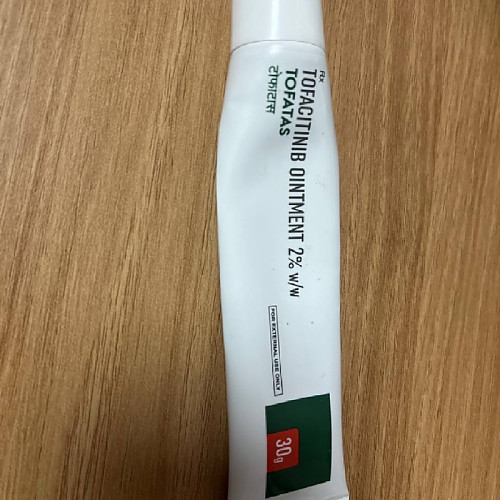 Rx
TOFACITINIB OINTMENT 2% w/w
TOFATAS
टोफाटास
FOR EXTERNAL USE ONLY
30g